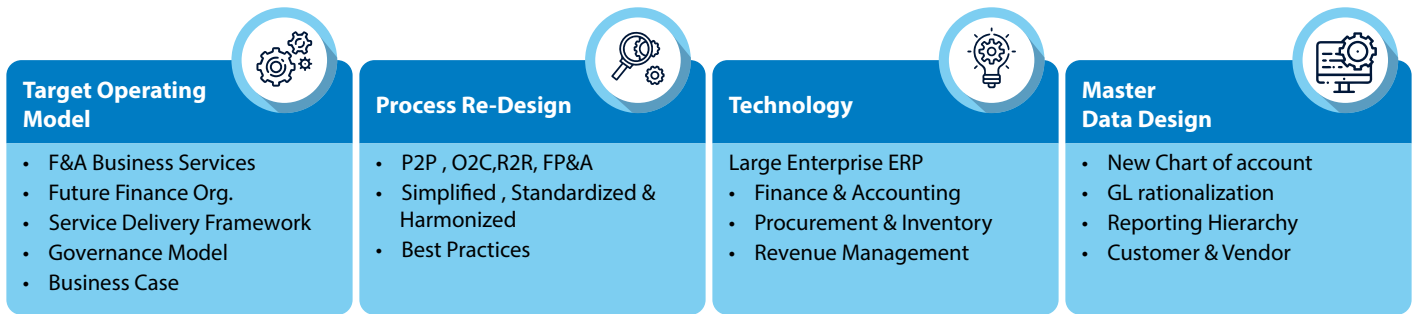 Target Operating
Model
• F&A Business Services
• Future Finance Org.
• Service Delivery Framework
• Governance Model
• Business Case
Process Re-Design
• P2P , O2C,R2R, FP&A
• Simplified , Standardized &
Harmonized
• Best Practices
Technology
Large Enterprise ERP
• Finance & Accounting
• Procurement & Inventory
• Revenue Management
Master
Data Design
• New Chart of account
• GL rationalization
• Reporting Hierarchy
• Customer & Vendor